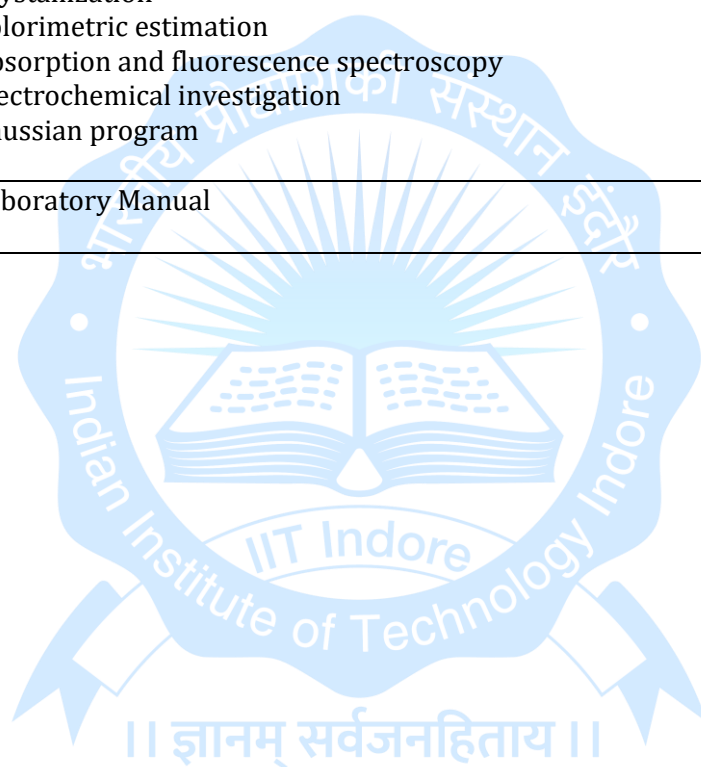 ystallization
olorimetric estimation
bsorption and fluorescence spectroscopy
ectrochemical investigation
aussian program
boratory Manual
भारतीय प्रौद्योगिकी संस्थान इंदौर
IIT Indore
Indian Institute of Technology Indore
।। ज्ञानम् सर्वजनहिताय ।।